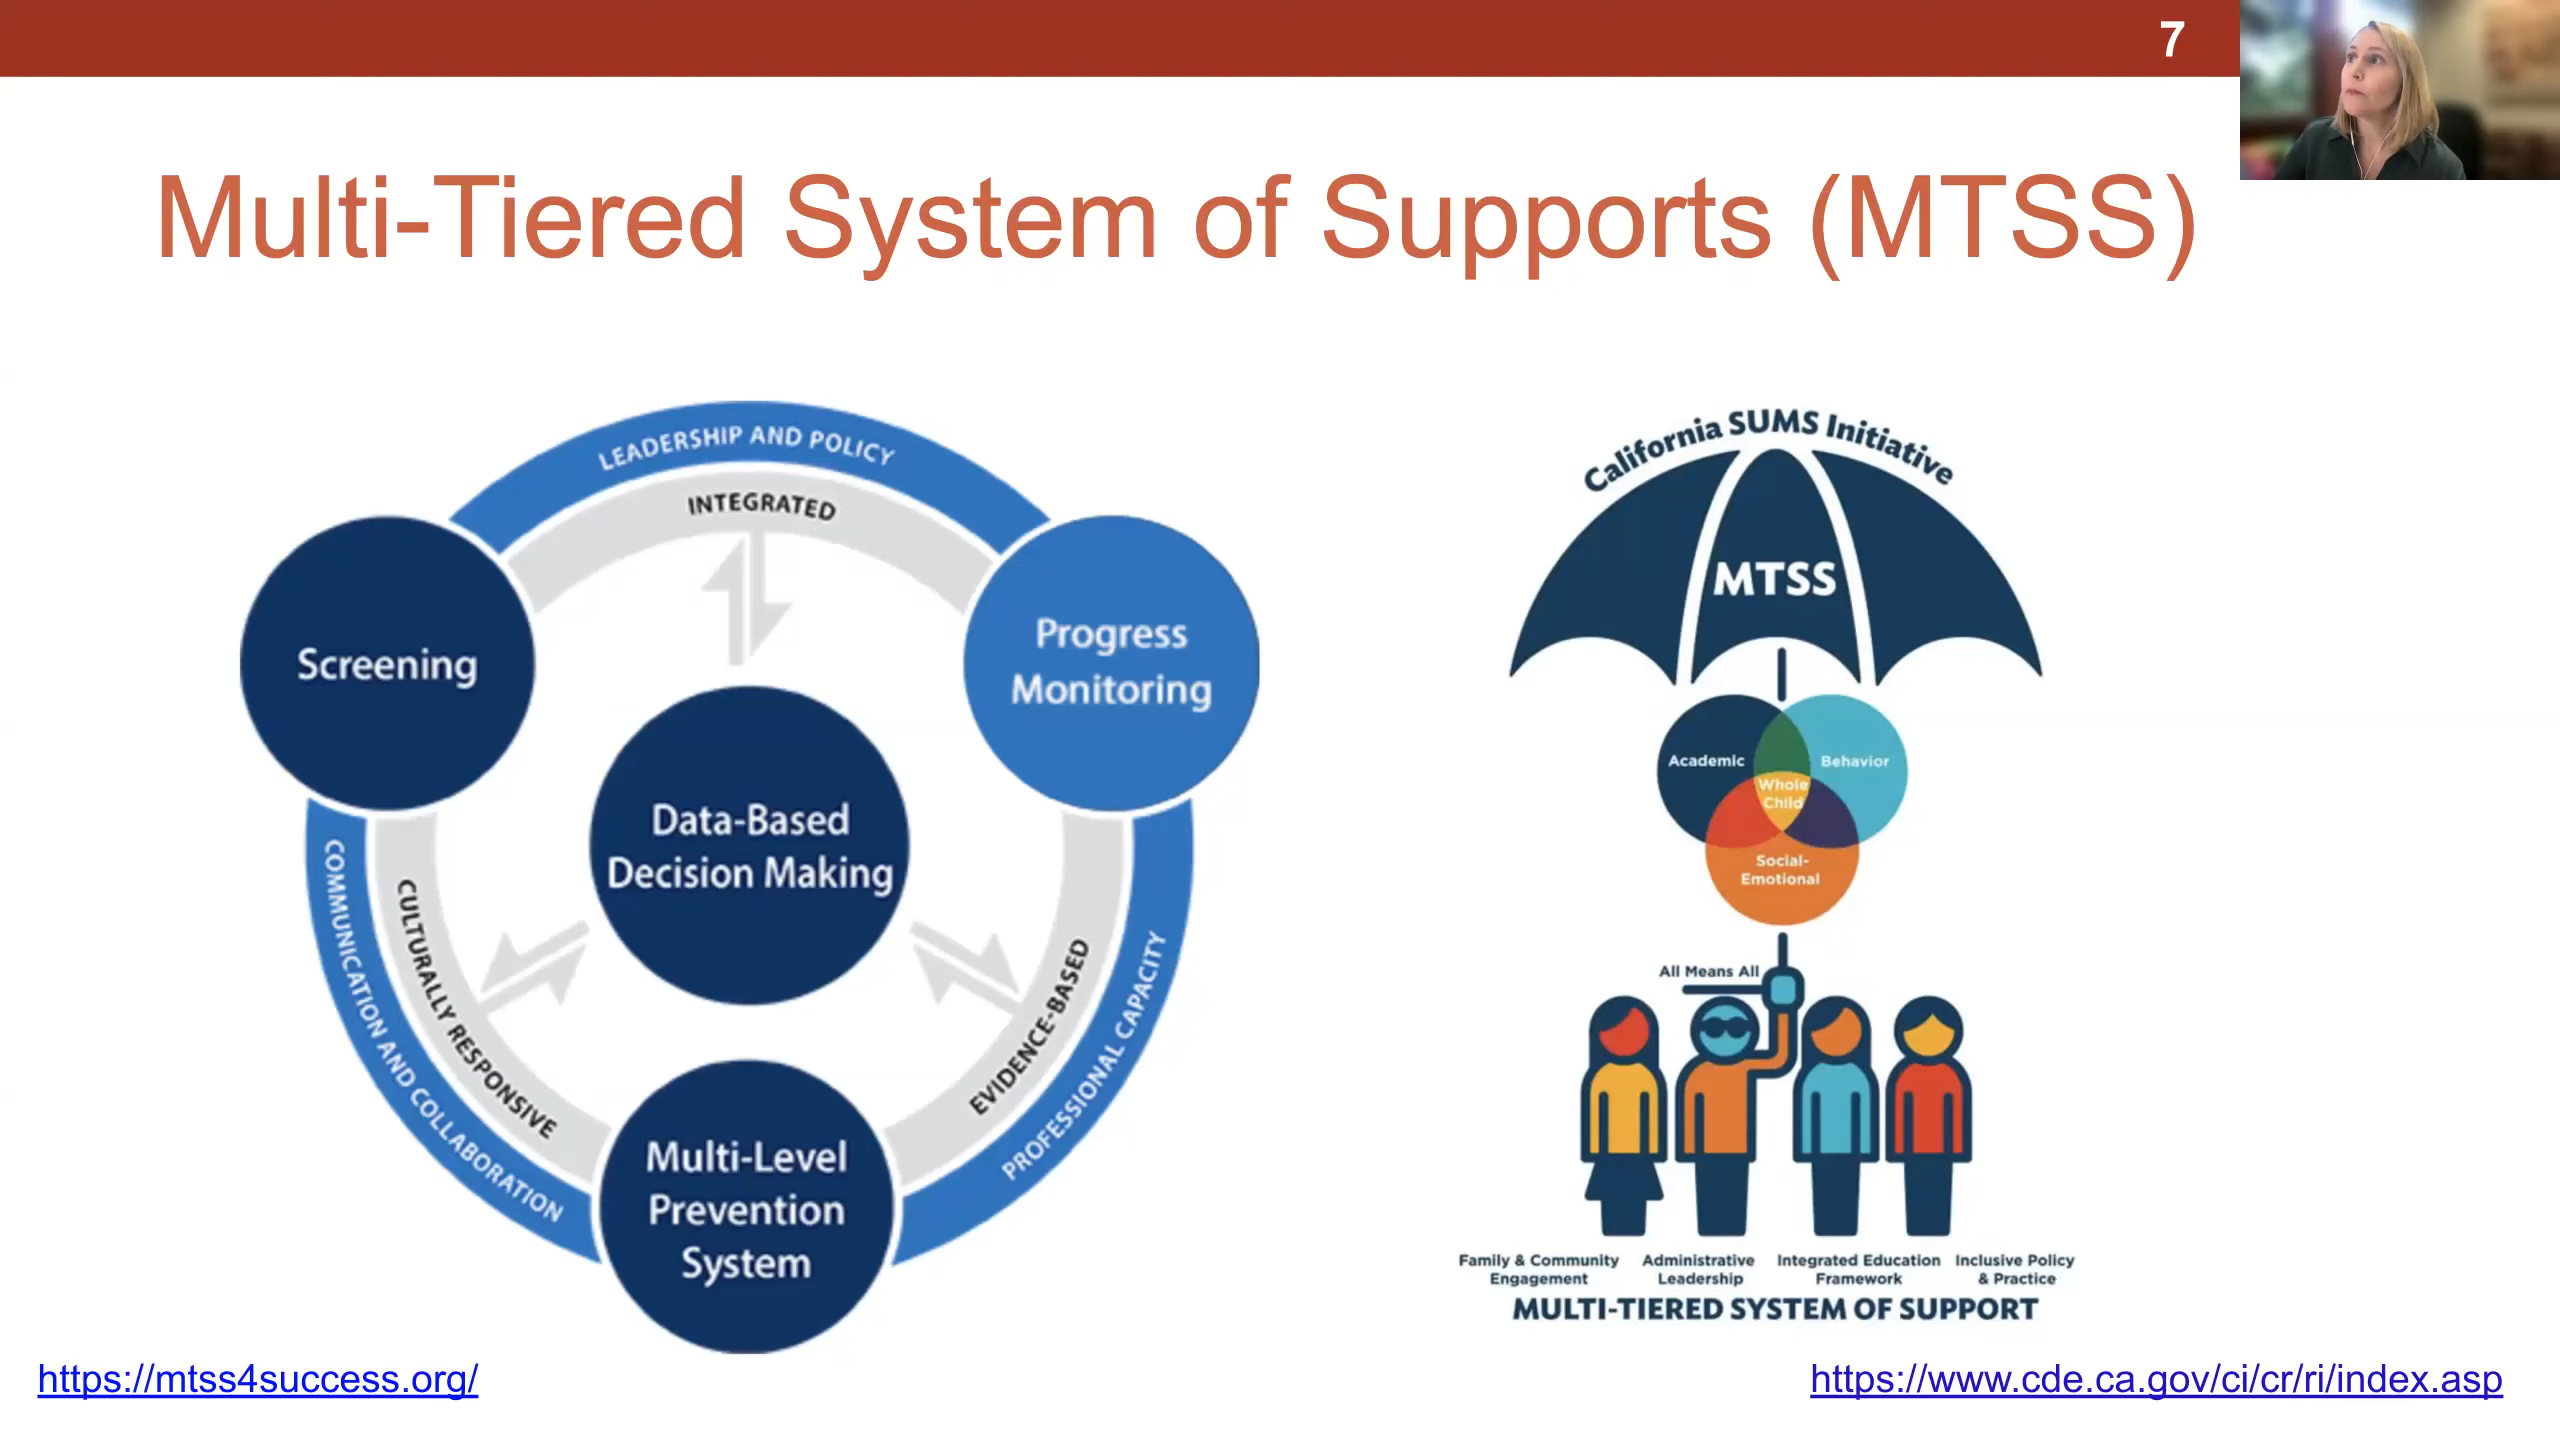 7
Multi-Tiered System of Supports (MTSS)
LEADERSHIP AND POLICY
INTEGRATED
Screening
Progress
Monitoring
Data-Based
Decision Making
COMMUNICATION AND COLLABORATION
CULTURALLY RESPONSIVE
EVIDENCE-BASED
PROFESSIONAL CAPACITY
Multi-Level
Prevention
System
https://mtss4success.org/
California SUMS Initiative
MTSS
Academic
Behavior
Whole
Child
Social-
Emotional
All Means All
Family & Community
Engagement
Administrative
Leadership
Integrated Education
Framework
Inclusive Policy
& Practice
MULTI-TIERED SYSTEM OF SUPPORT
https://www.cde.ca.gov/ci/cr/ri/index.asp